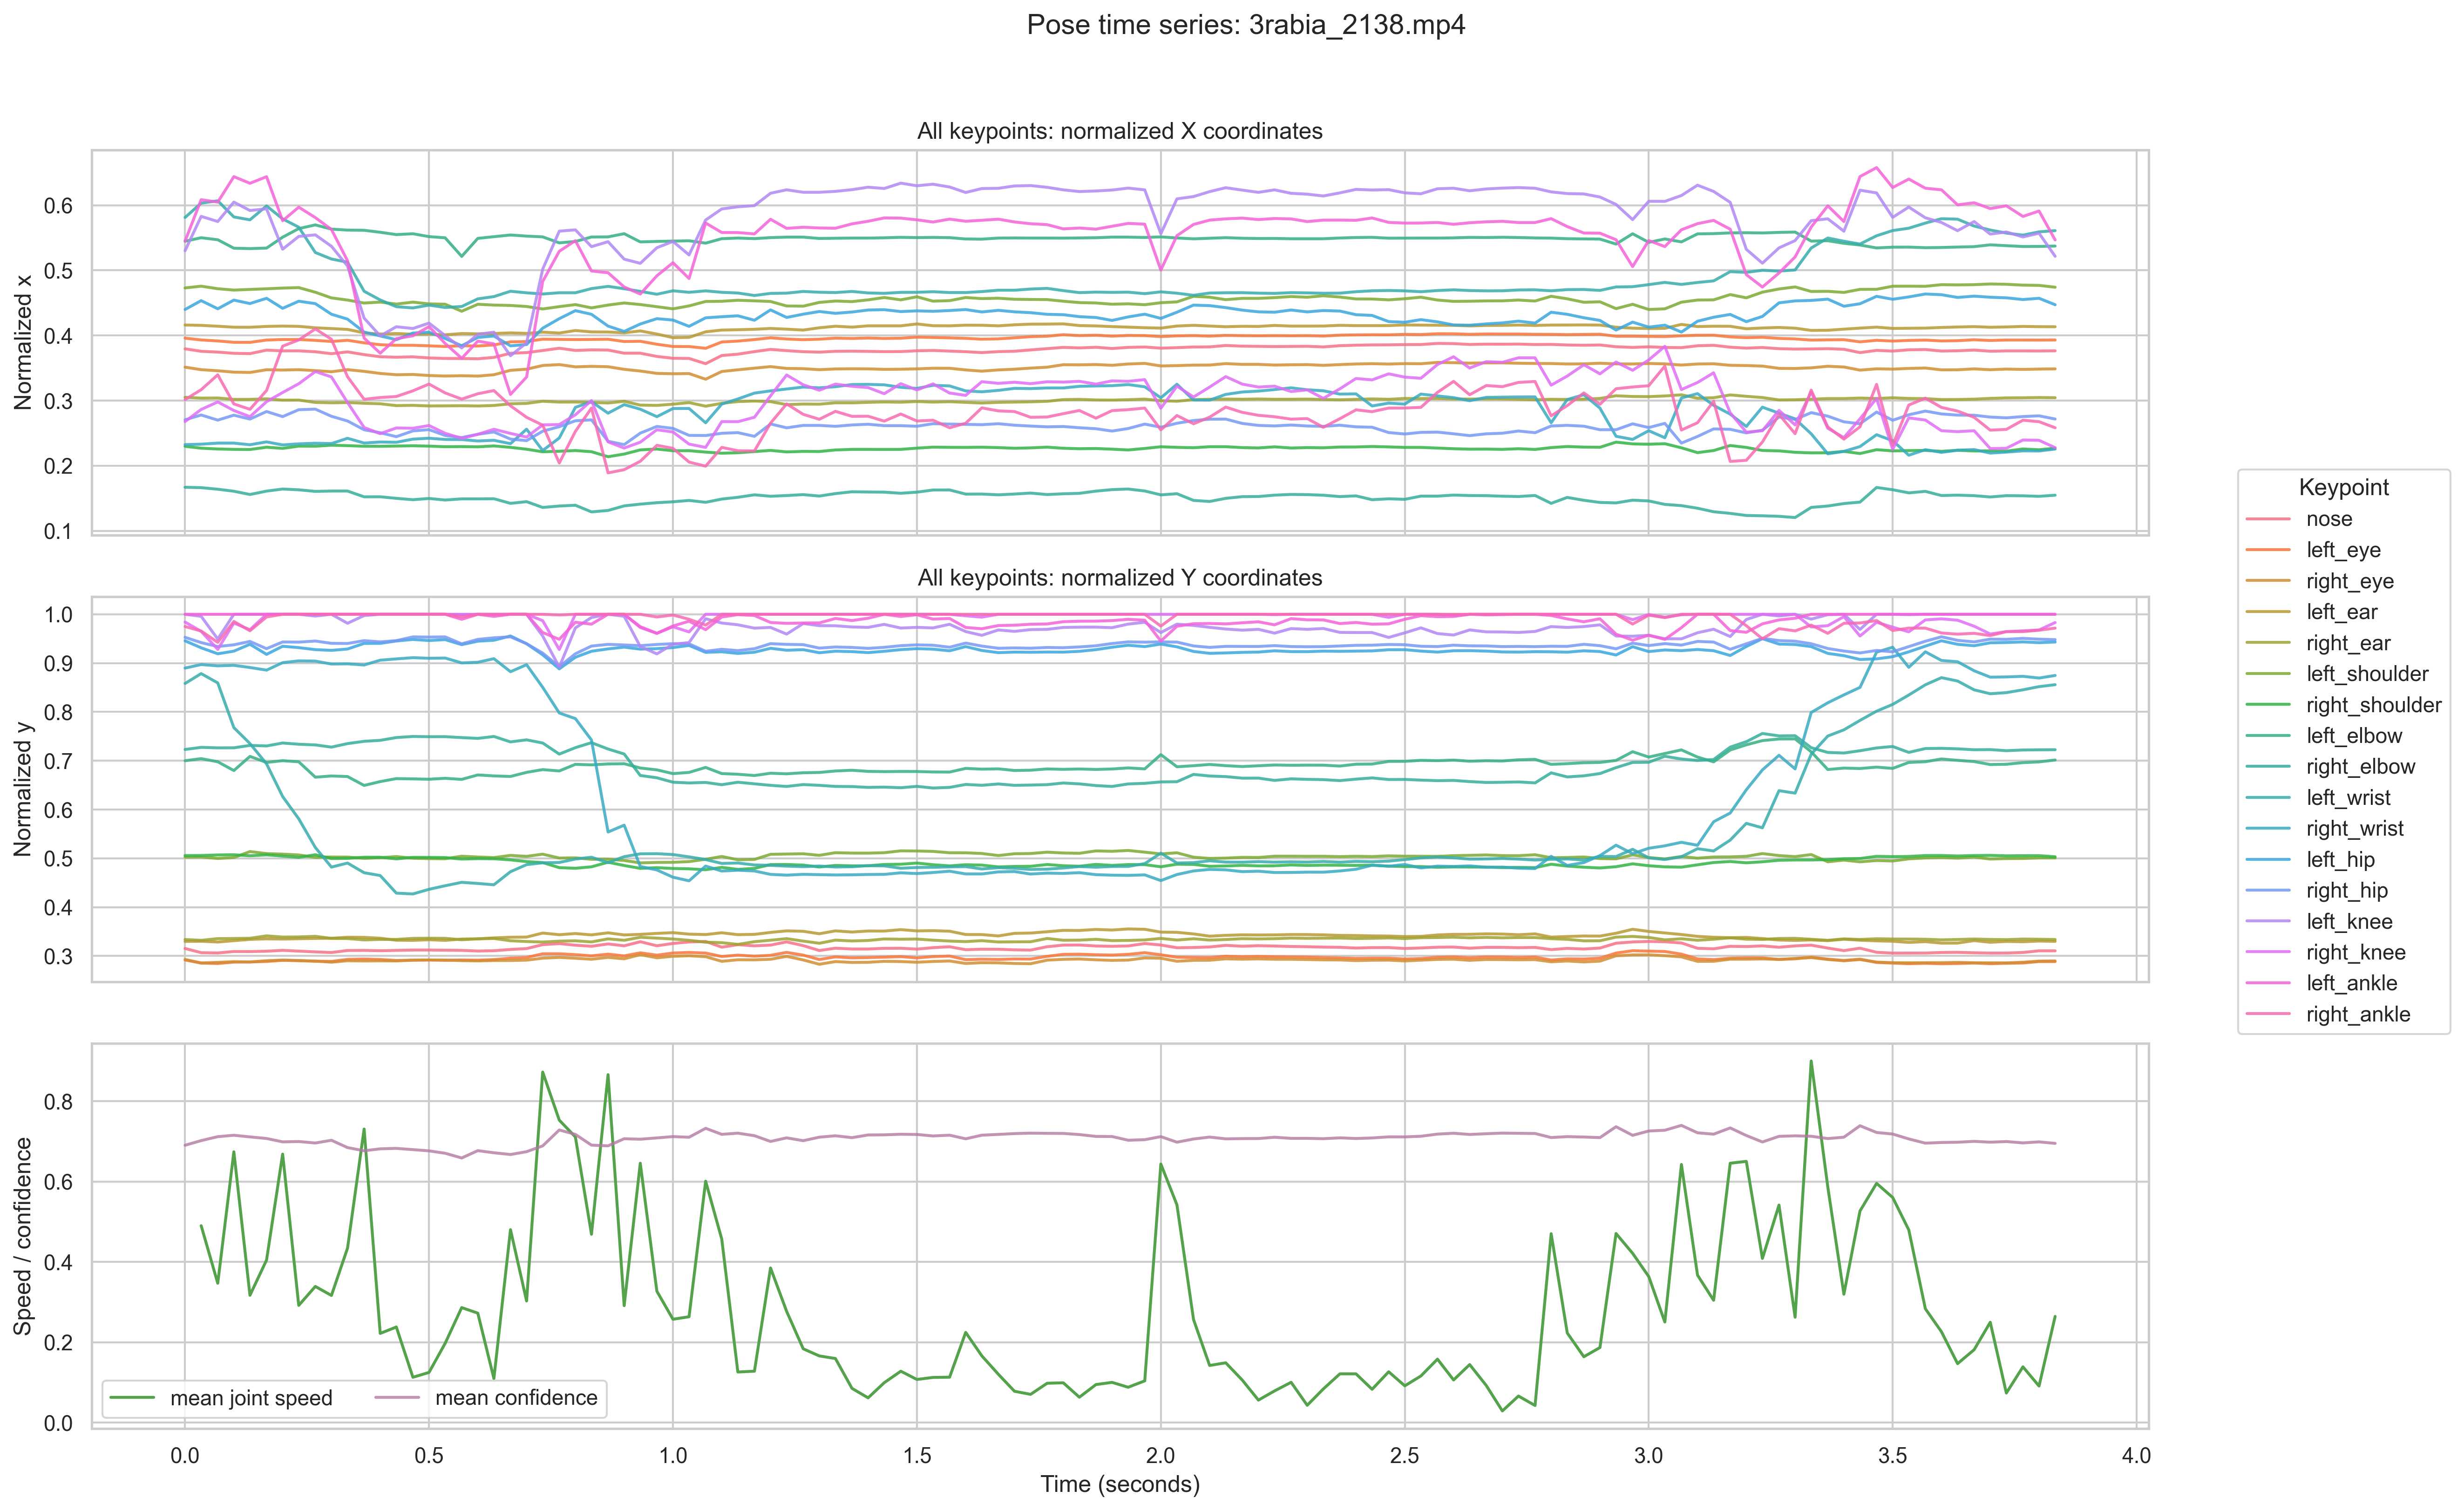 Pose time series: 3rabia_2138.mp4
All keypoints: normalized X coordinates
Normalized x
0.6
0.5
0.4
0.3
0.2
0.1
All keypoints: normalized Y coordinates
Normalized y
1.0
0.9
0.8
0.7
0.6
0.5
0.4
0.3
Keypoint
nose
left_eye
right_eye
left_ear
right_ear
left_shoulder
right_shoulder
left_elbow
right_elbow
left_wrist
right_wrist
left_hip
right_hip
left_knee
right_knee
left_ankle
right_ankle
Speed / confidence
0.8
0.6
0.4
0.2
0.0
mean joint speed mean confidence
0.0 0.5 1.0 1.5 2.0 2.5 3.0 3.5 4.0
Time (seconds)